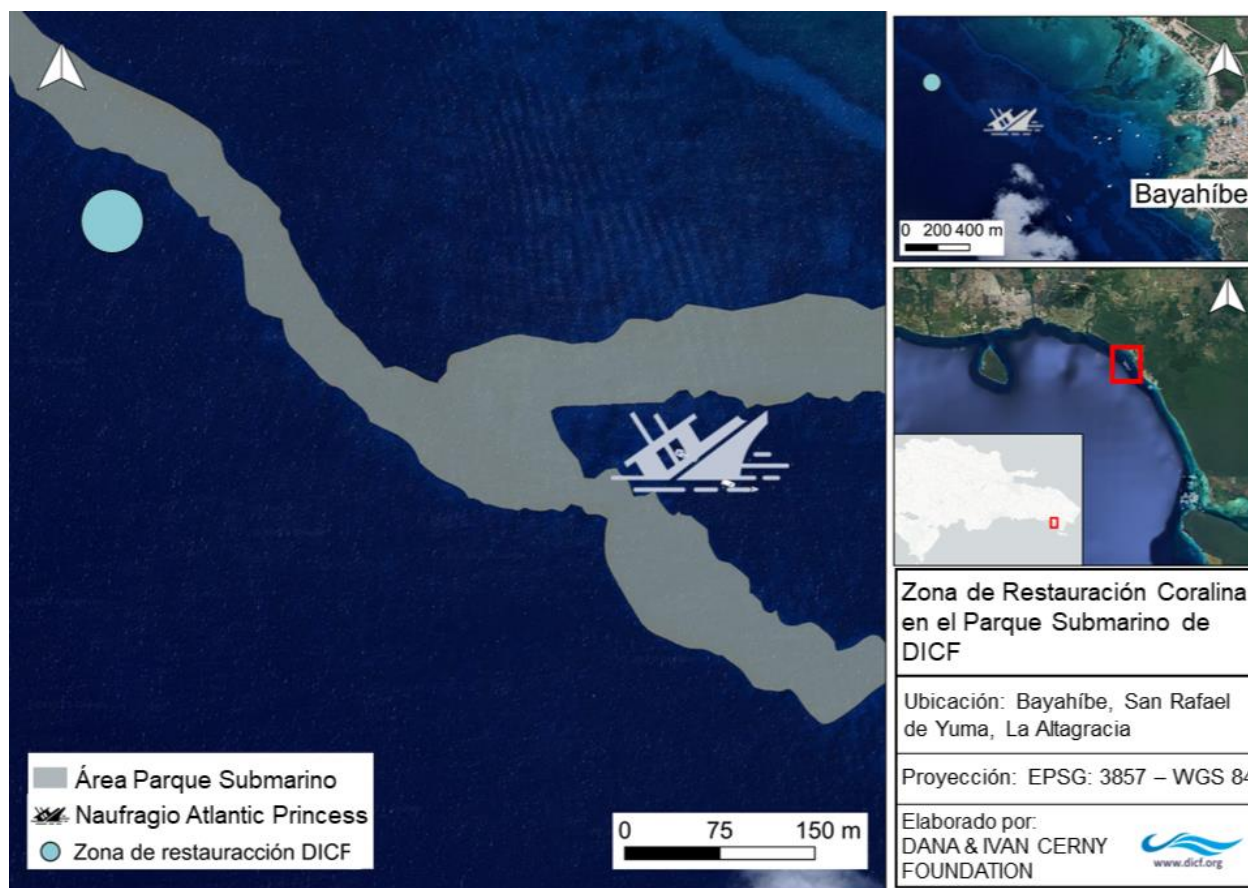 Área Parque Submarino
Naufragio Atlantic Princess
Zona de restauracción DICF
0 75 150 m
Bayahíbe
0 200 400 m
Zona de Restauración Coralina
en el Parque Submarino de
DICF
Ubicación: Bayahíbe, San Rafael
de Yuma, La Altagracia
Proyección: EPSG: 3857 – WGS 84
Elaborado por:
DANA & IVAN CERNY
FOUNDATION
www.dicf.org